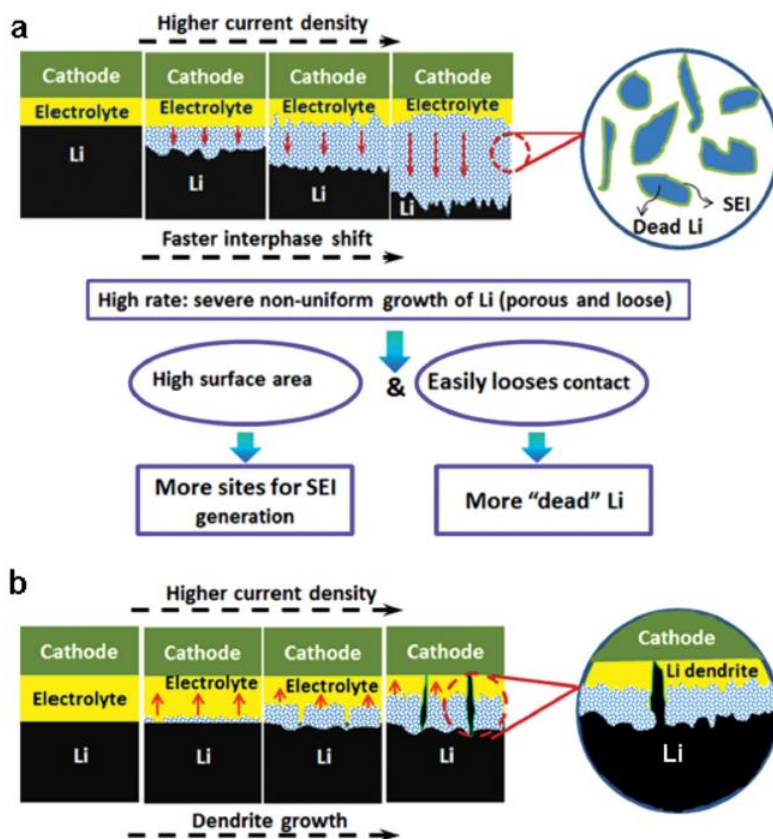 a
Higher current density
Cathode Cathode Cathode Cathode
Electrolyte Electrolyte Electrolyte Electrolyte
Li Li Li Li
SEI
Dead Li
Faster interphase shift
High rate: severe non-uniform growth of Li (porous and loose)
High surface area & Easily looses contact
More sites for SEI
generation
More “dead” Li
b
Higher current density
Cathode Cathode Cathode Cathode
Electrolyte Electrolyte Electrolyte Electrolyte
Li Li Li Li
Dendrite growth
Cathode
Li dendrite
Li